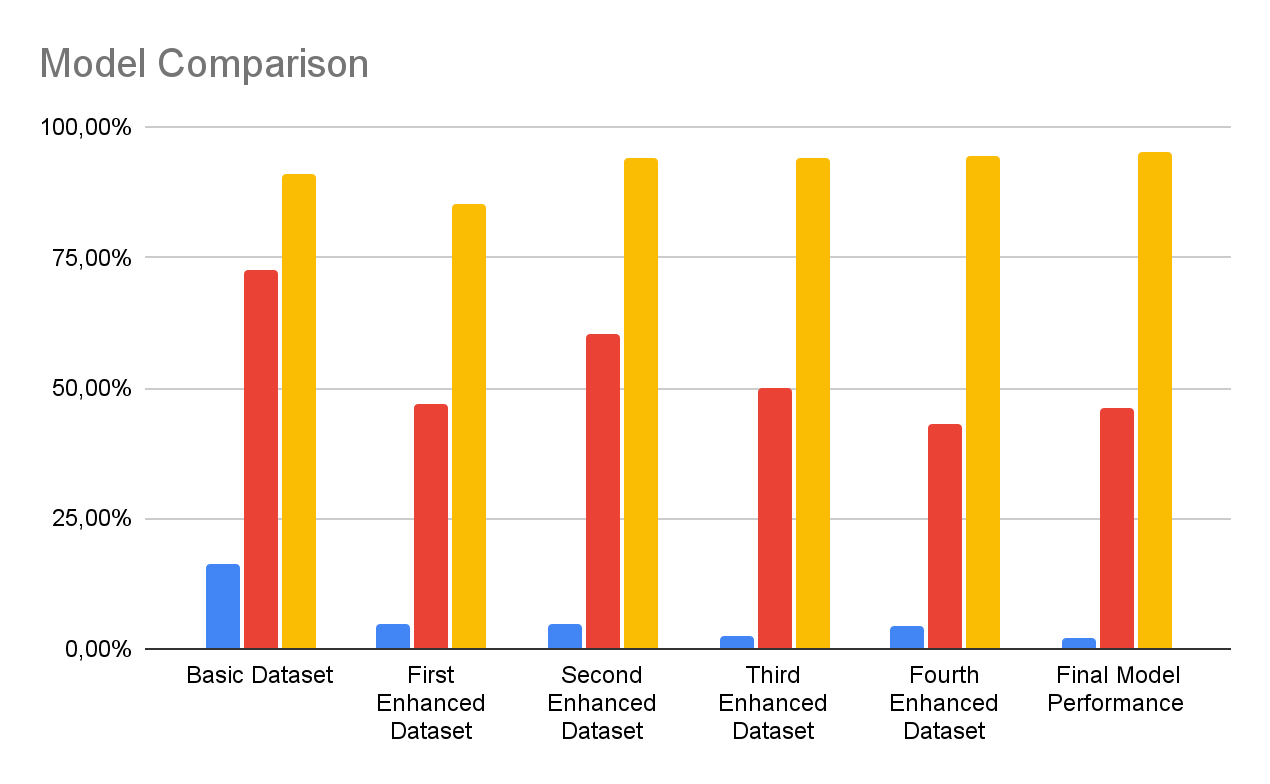 Model Comparison
100,00%
75,00%
50,00%
25,00%
0,00%
Basic Dataset
First
Enhanced
Dataset
Second
Enhanced
Dataset
Third
Enhanced
Dataset
Fourth
Enhanced
Dataset
Final Model
Performance